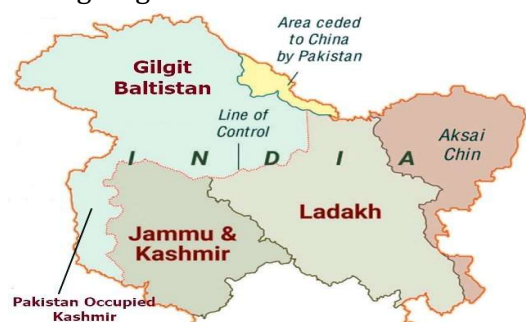 Area ceded
to China
by Pakistan
Gilgit
Baltistan
Line of
Control
Aksai
Chin
I N D I A
Ladakh
Jammu &
Kashmir
Pakistan Occupied
Kashmir